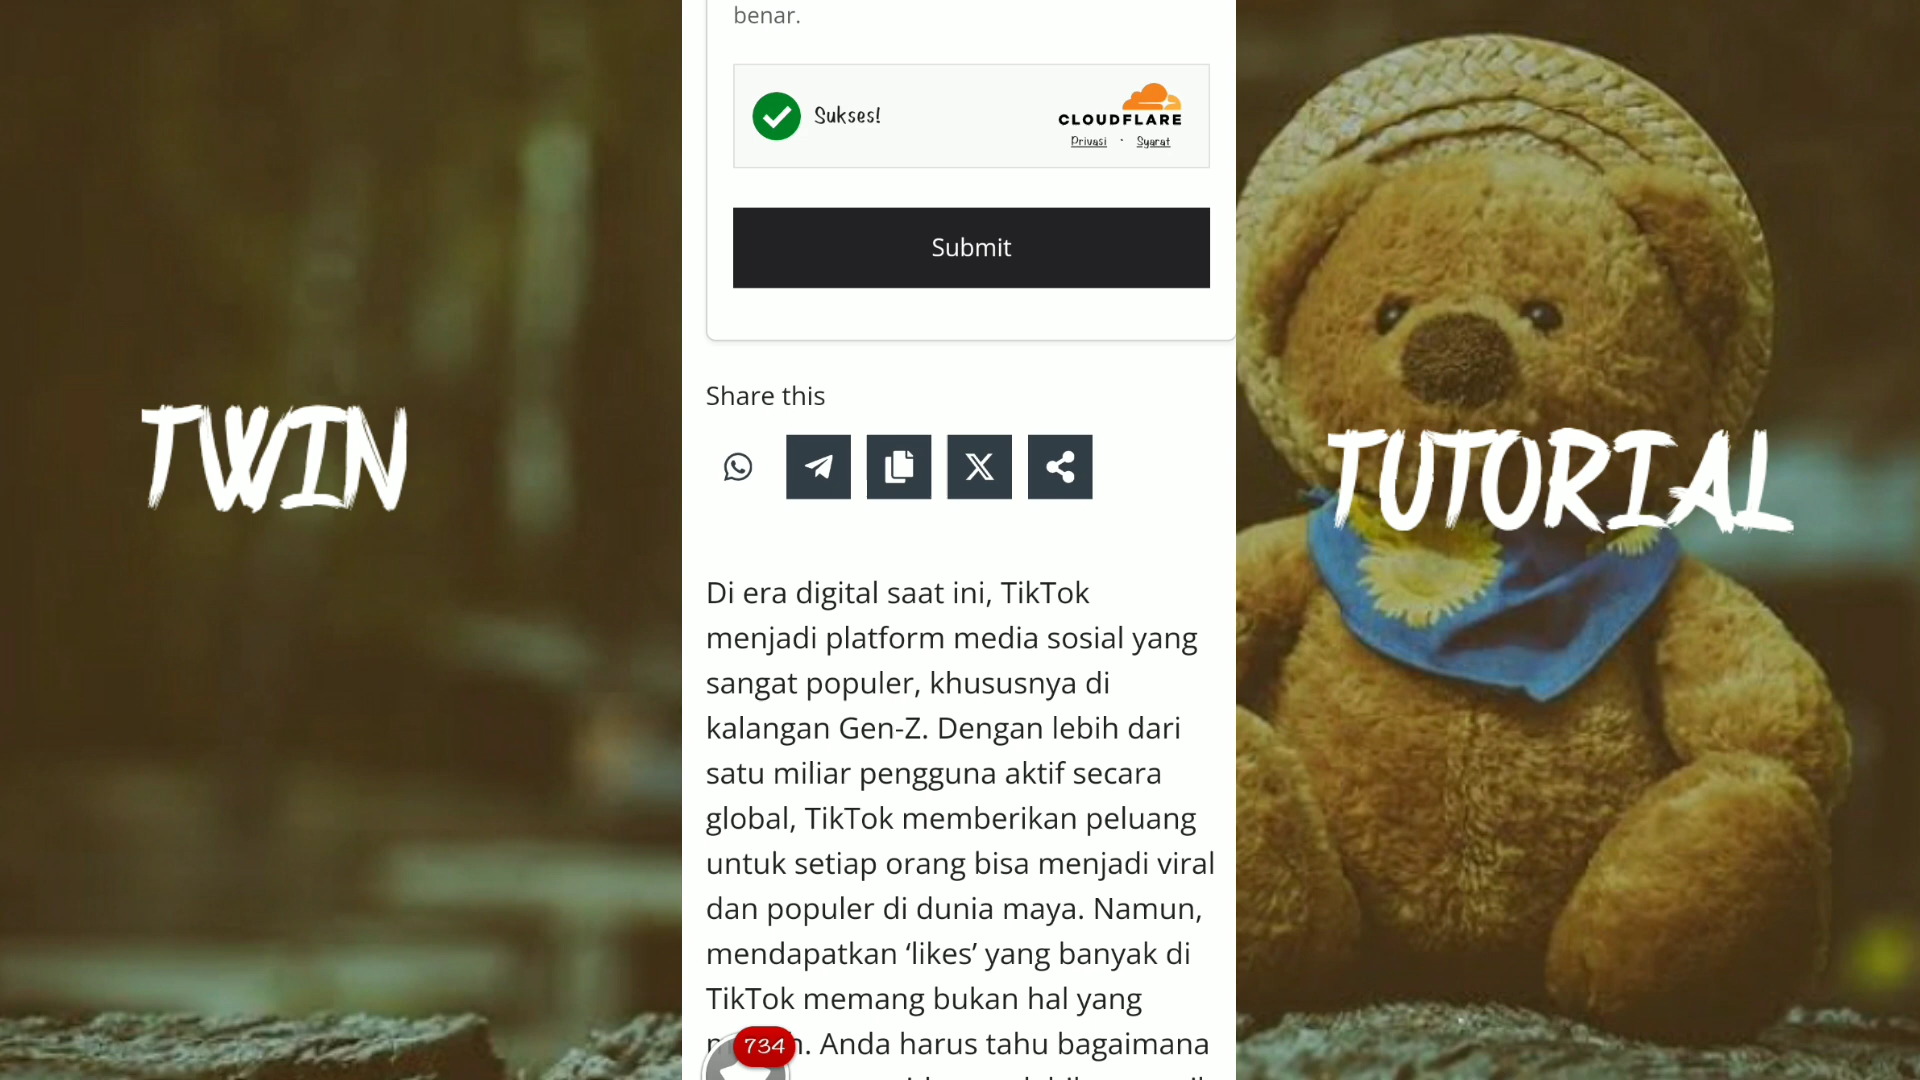 benar.
Sukses!
CLOUDFLARE
Privasi · Syarat
Submit
Share this
TWIN
TUTORIAL
Di era digital saat ini, TikTok
menjadi platform media sosial yang
sangat populer, khususnya di
kalangan Gen-Z. Dengan lebih dari
satu miliar pengguna aktif secara
global, TikTok memberikan peluang
untuk setiap orang bisa menjadi viral
dan populer di dunia maya. Namun,
mendapatkan ‘likes’ yang banyak di
TikTok memang bukan hal yang
Anda harus tahu bagaimana
734